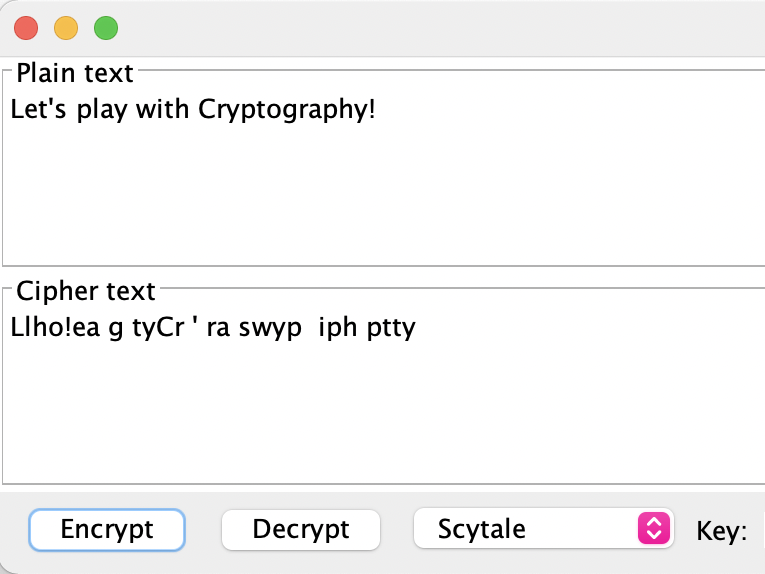 Plain text
Let's play with Cryptography!
Cipher text
Llho!ea g tyCr ' ra swyp  iph ptty
Encrypt Decrypt Scytale Key: